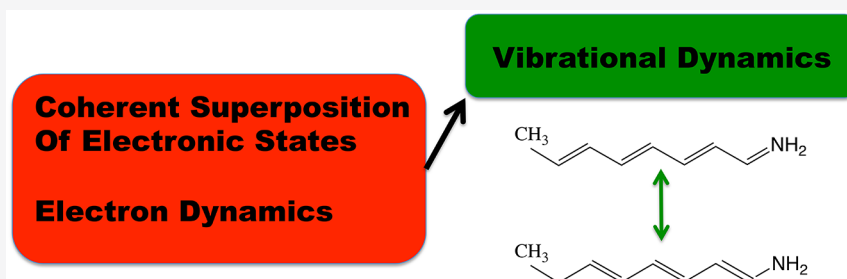 Vibrational Dynamics
Coherent Superposition
Of Electronic States
Electron Dynamics
CH3
NH2
CH3
NH2